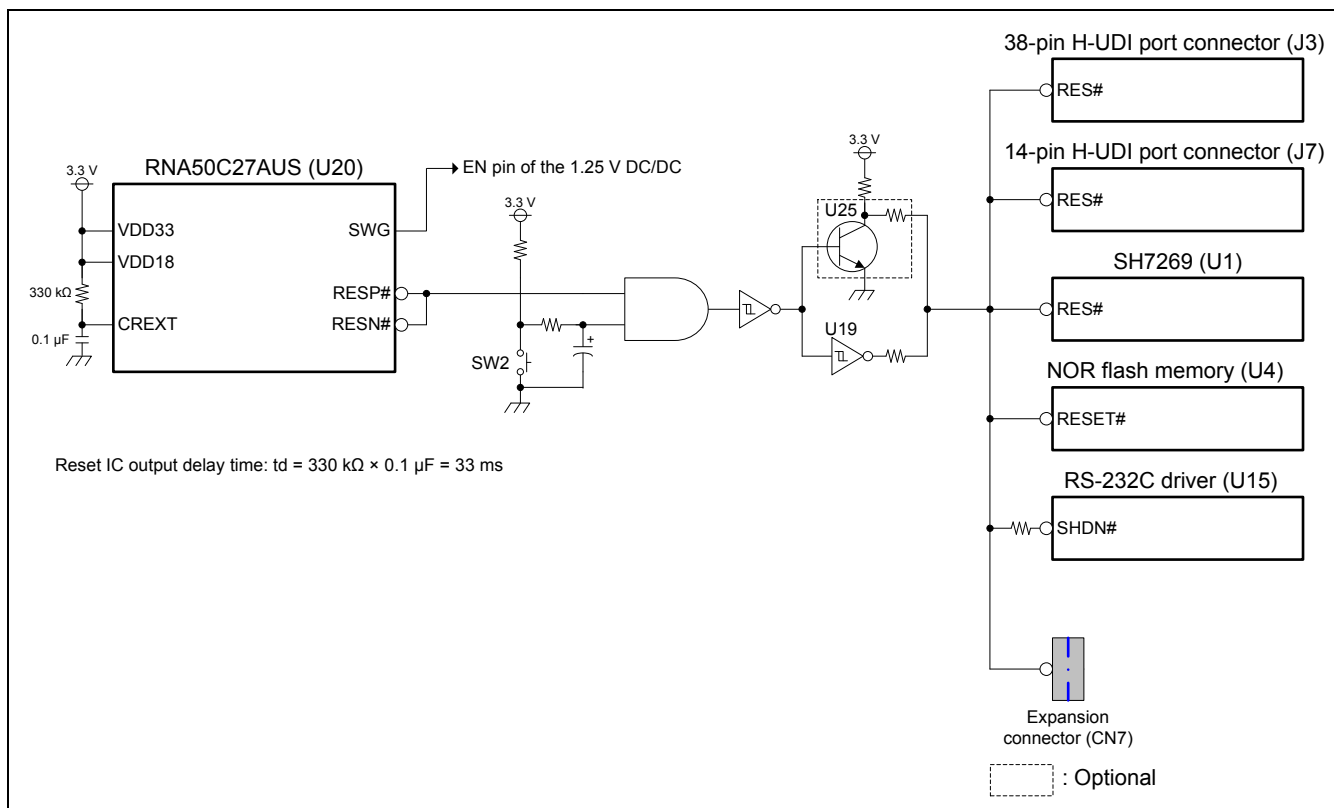 38-pin H-UDI port connector (J3)
RES#
14-pin H-UDI port connector (J7)
RES#
SH7269 (U1)
RES#
NOR flash memory (U4)
RESET#
RS-232C driver (U15)
SHDN#
Expansion
connector (CN7)
: Optional
3.3 V
RNA50C27AUS (U20)
VDD33
VDD18
CREXT
SWG
RESP#
RESN#
330 kΩ
0.1 µF
EN pin of the 1.25 V DC/DC
3.3 V
SW2
+
3.3 V
U25
U19
Reset IC output delay time: td = 330 kΩ × 0.1 µF = 33 ms